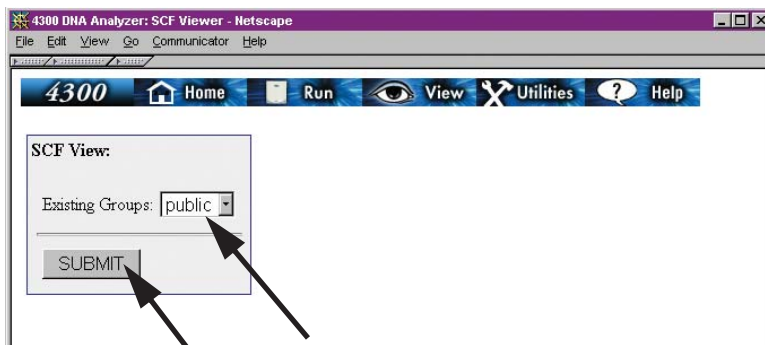 4300 DNA Analyzer: SCF Viewer - Netscape
File Edit View Go Communicator Help
4300 Home Run View Utilities ? Help
SCF View:
Existing Groups: public
SUBMIT